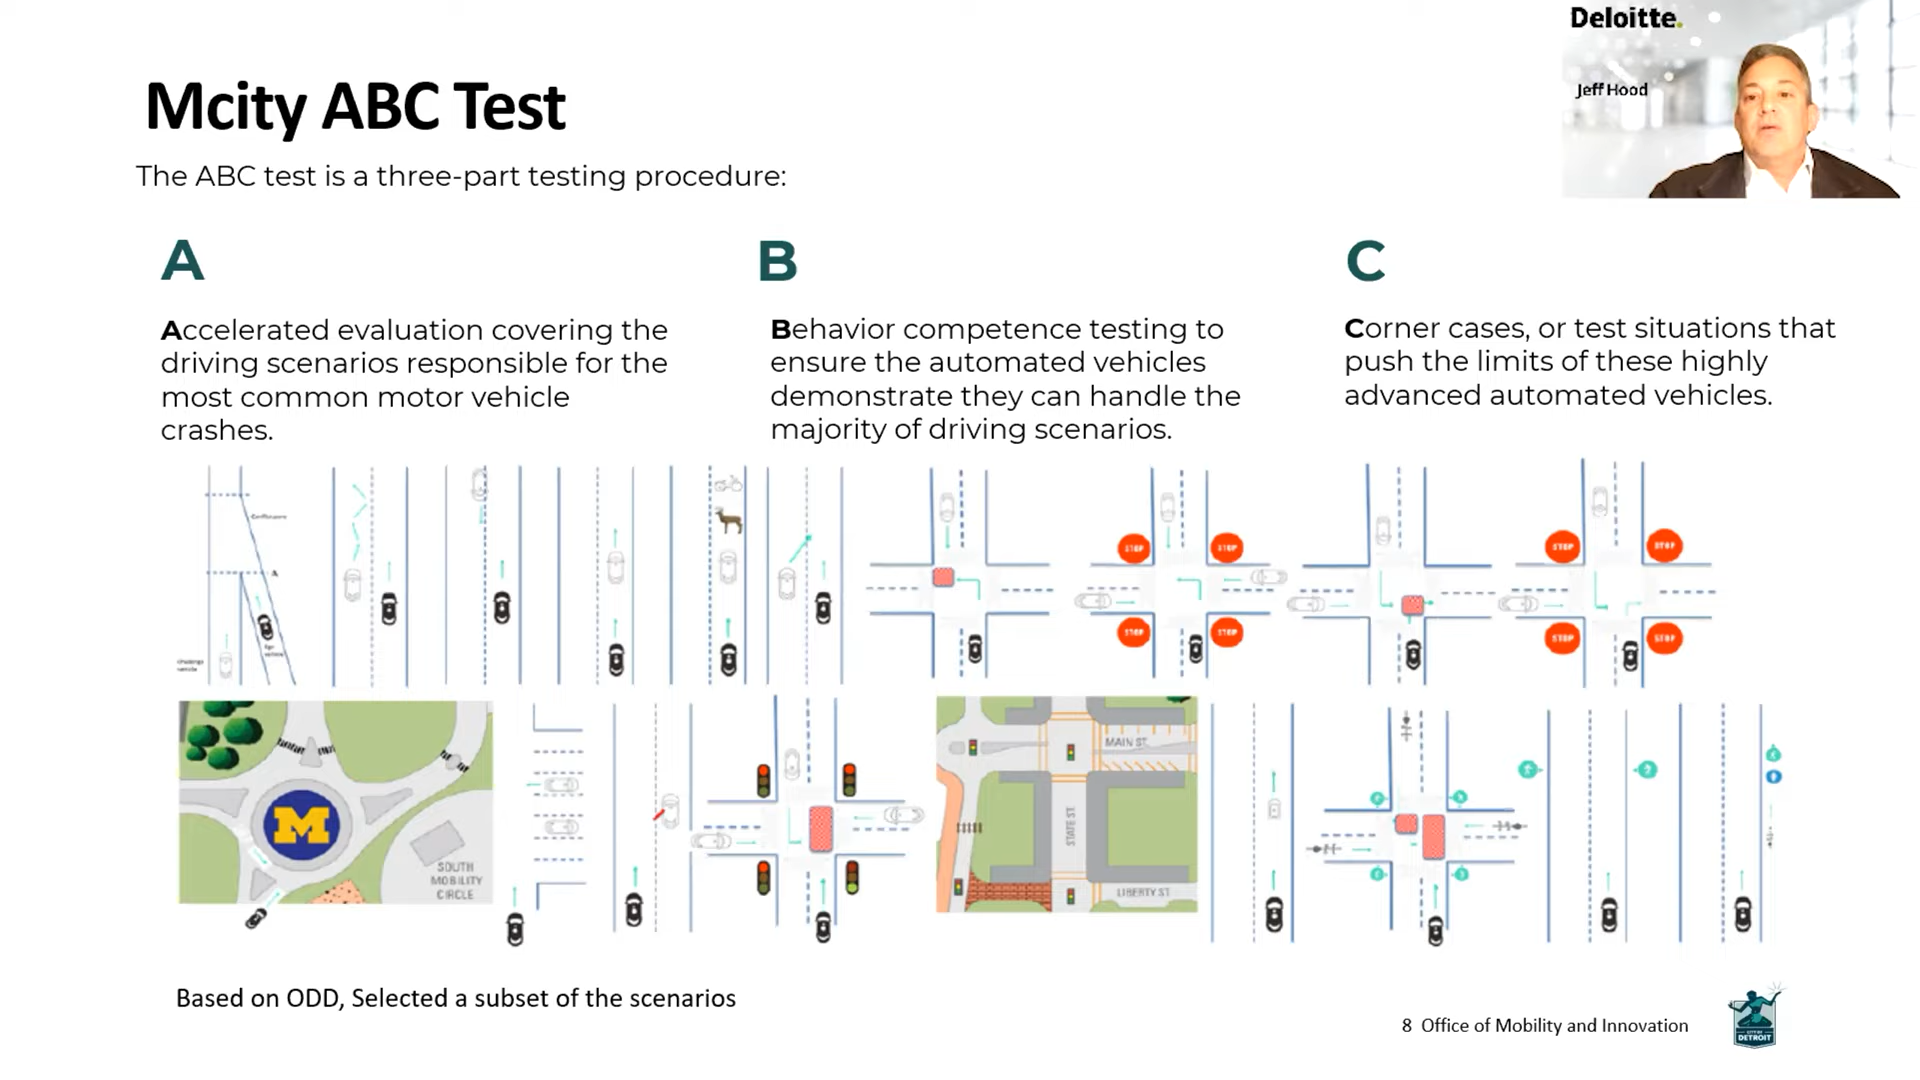 Deloitte.
Jeff Hood
Mcity ABC Test
The ABC test is a three-part testing procedure:
A
Accelerated evaluation covering the
driving scenarios responsible for the
most common motor vehicle
crashes.
B
Behavior competence testing to
ensure the automated vehicles
demonstrate they can handle the
majority of driving scenarios.
C
Corner cases, or test situations that
push the limits of these highly
advanced automated vehicles.
A
STOP
STOP
STOP
STOP
STOP
STOP
STOP
STOP
M
SOUTH
MOBILITY
CIRCLE
MAIN ST.
STATE ST.
LIBERTY ST
Based on ODD, Selected a subset of the scenarios
8 Office of Mobility and Innovation
CITY OF
DETROIT